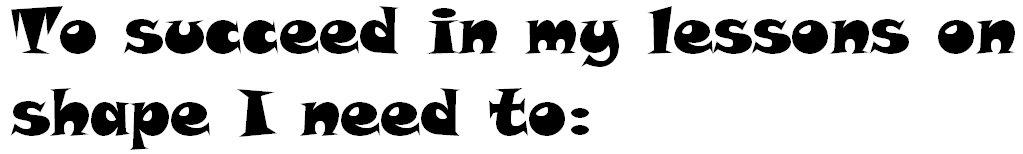 To succeed in my lessons on
shape I need to: